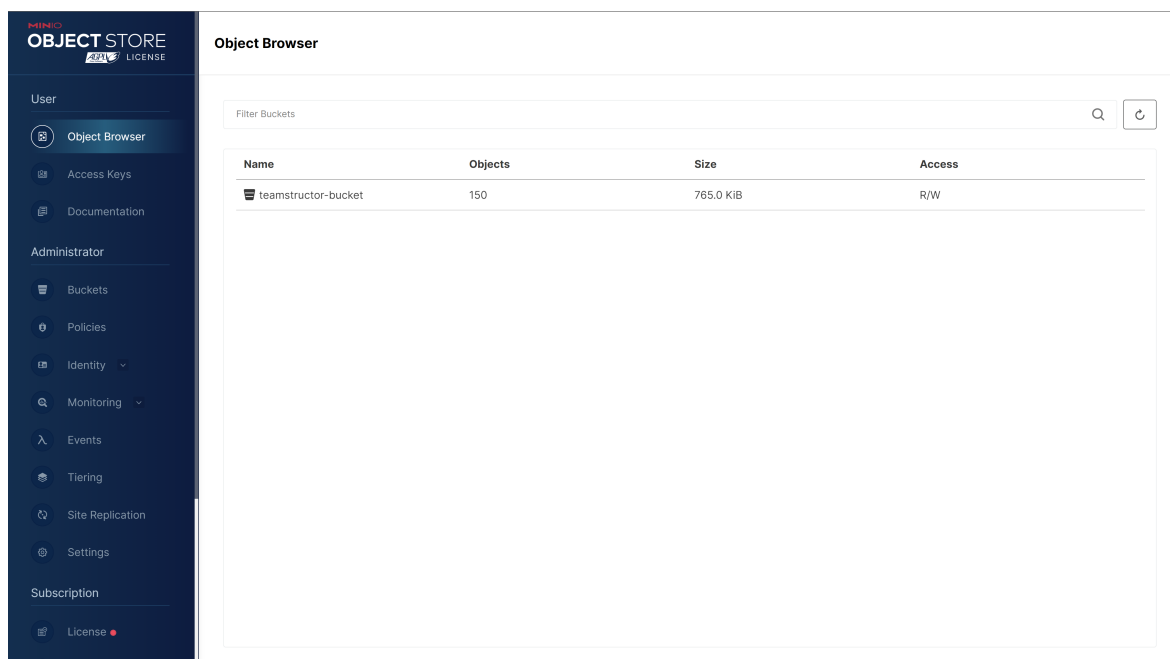 MINIO
OBJECT STORE
AGPLv3 LICENSE
User
Object Browser
Access Keys
Documentation
Administrator
Buckets
Policies
Identity
Monitoring
Events
Tiering
Site Replication
Settings
Subscription
License
Object Browser
Filter Buckets
Name Objects Size Access
teamstructor-bucket 150 765.0 KiB R/W